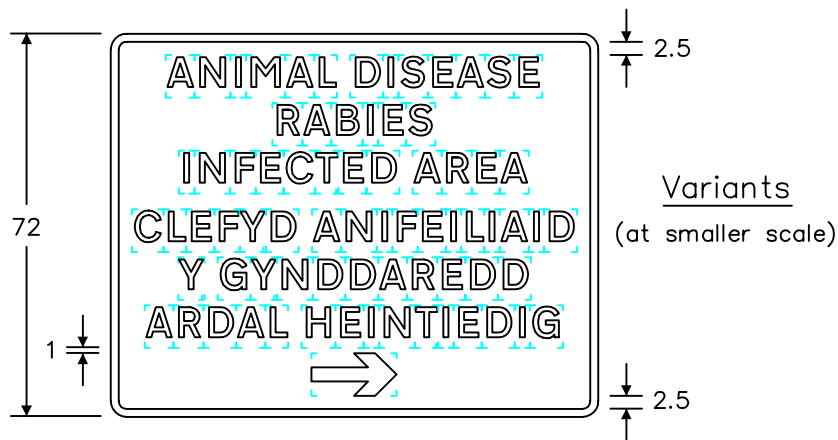 ANIMAL DISEASE
RABIES
INFECTED AREA
CLEFYD ANIFEILIAID
Y GYNDDAREDD
ARDAL HEINTIEDIG
72
1
2.5
2.5
Variants
(at smaller scale)